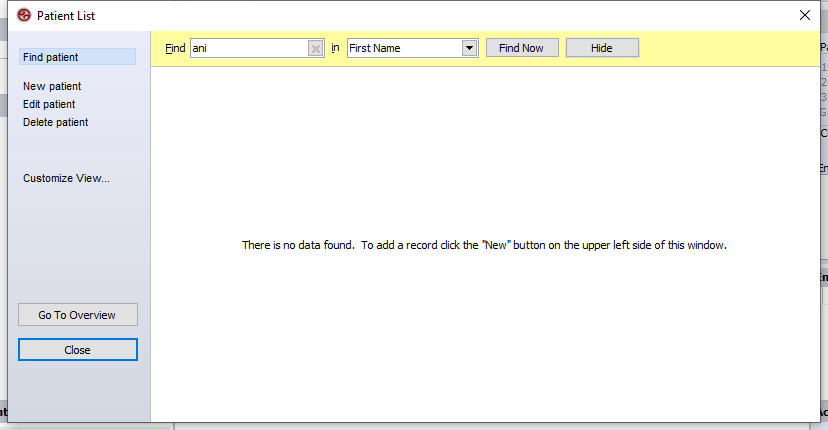 Patient List
Find patient
New patient
Edit patient
Delete patient
Customize View...
Go To Overview
Close
Find ani in First Name Find Now Hide
There is no data found. To add a record click the "New" button on the upper left side of this window.